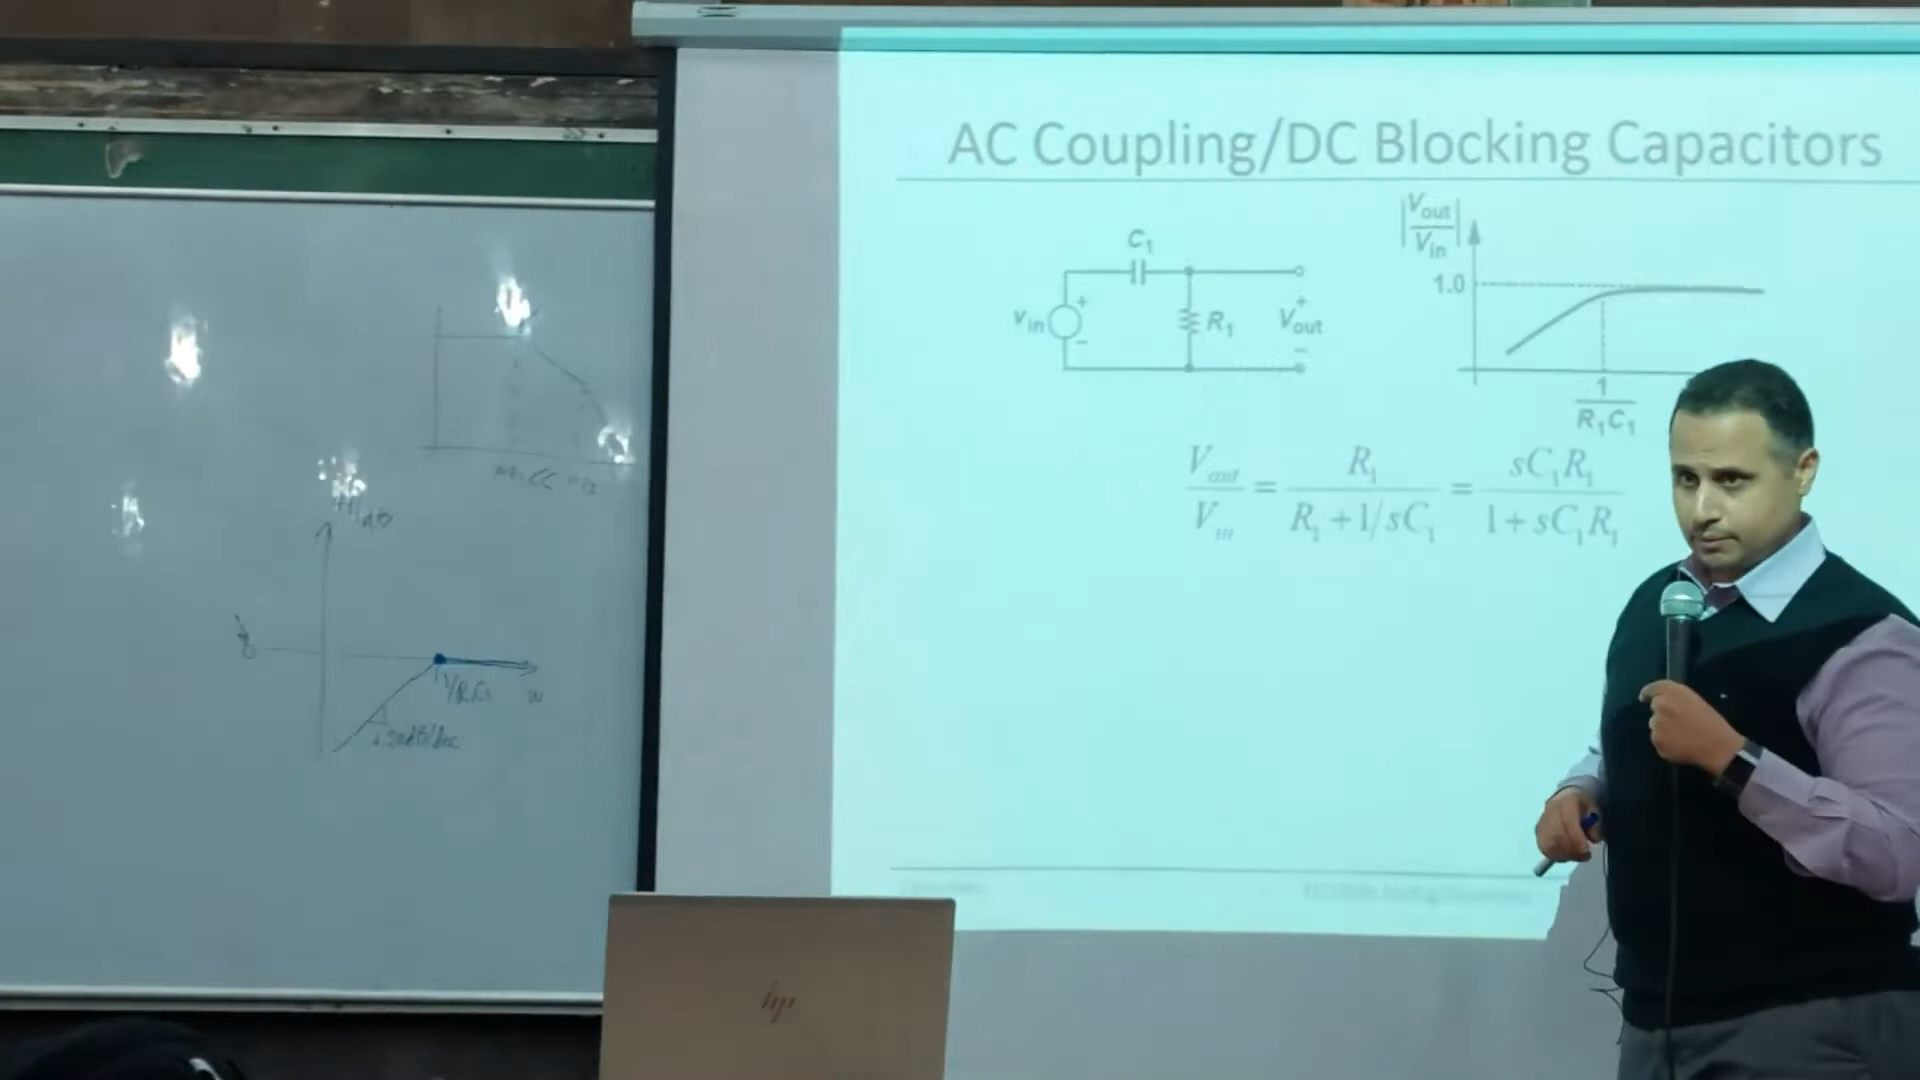 AC Coupling/DC Blocking Capacitors
C1
vin
+
−
R1
+
Vout
−
|Vout/Vin|
1.0
1/R1C1
Vout/Vin = R1/(R1+1/sC1) = sC1R1/(1+sC1R1)
1/R1C1
+20dB/dec
hp